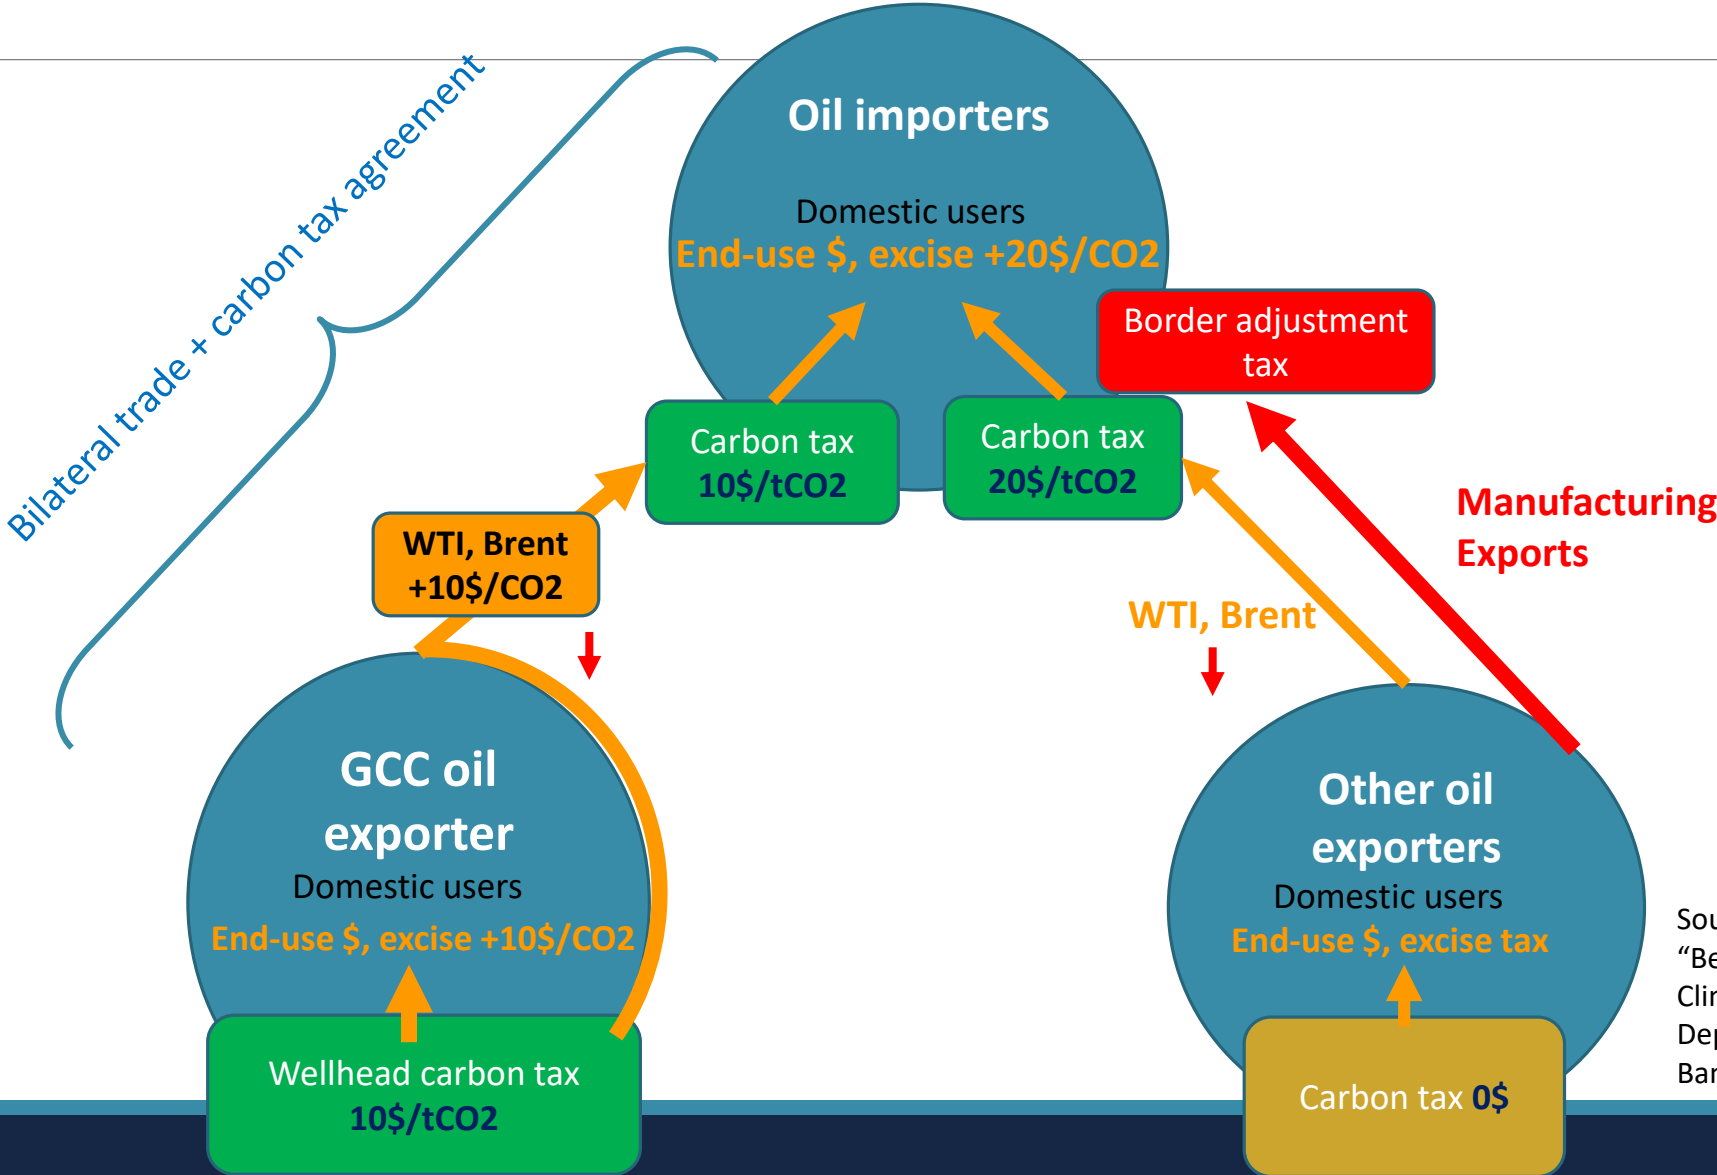 Bilateral trade + carbon tax agreement
Oil importers
Domestic users
End-use $, excise +20$/CO2
Border adjustment
tax
Carbon tax
10$/tCO2
Carbon tax
20$/tCO2
Manufacturing
Exports
WTI, Brent
+10$/CO2
WTI, Brent
GCC oil
exporter
Domestic users
End-use $, excise +10$/CO2
Wellhead carbon tax
10$/tCO2
Other oil
exporters
Domestic users
End-use $, excise tax
Carbon tax 0$